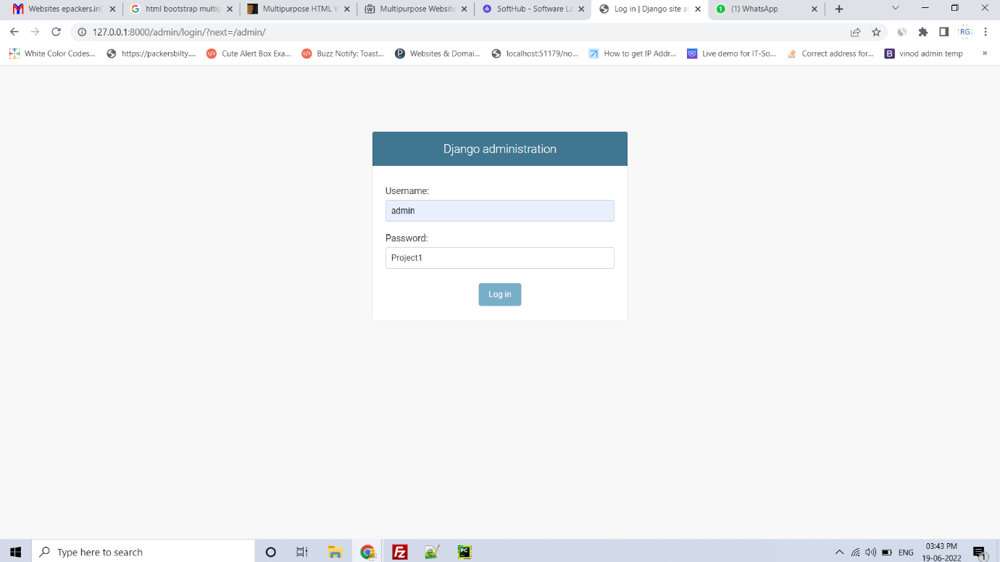 Websites epackers.in(
html bootstrap multip
Multipurpose HTML
Multipurpose Website
SoftHub - Software La
Log in | Django site a
(1) WhatsApp
127.0.0.1:8000/admin/login/?next=/admin/
RG
White Color Codes...
https://packersbilty....
Cute Alert Box Exa...
Buzz Notify: Toast...
Websites & Domai...
localhost:51179/no...
How to get IP Addr...
Live demo for IT-So...
Correct address for...
B vinod admin temp
»
Django administration
Username:
admin
Password:
Project1
Log in
Type here to search
Fz
PC
ENG
03:43 PM
19-06-2022
1